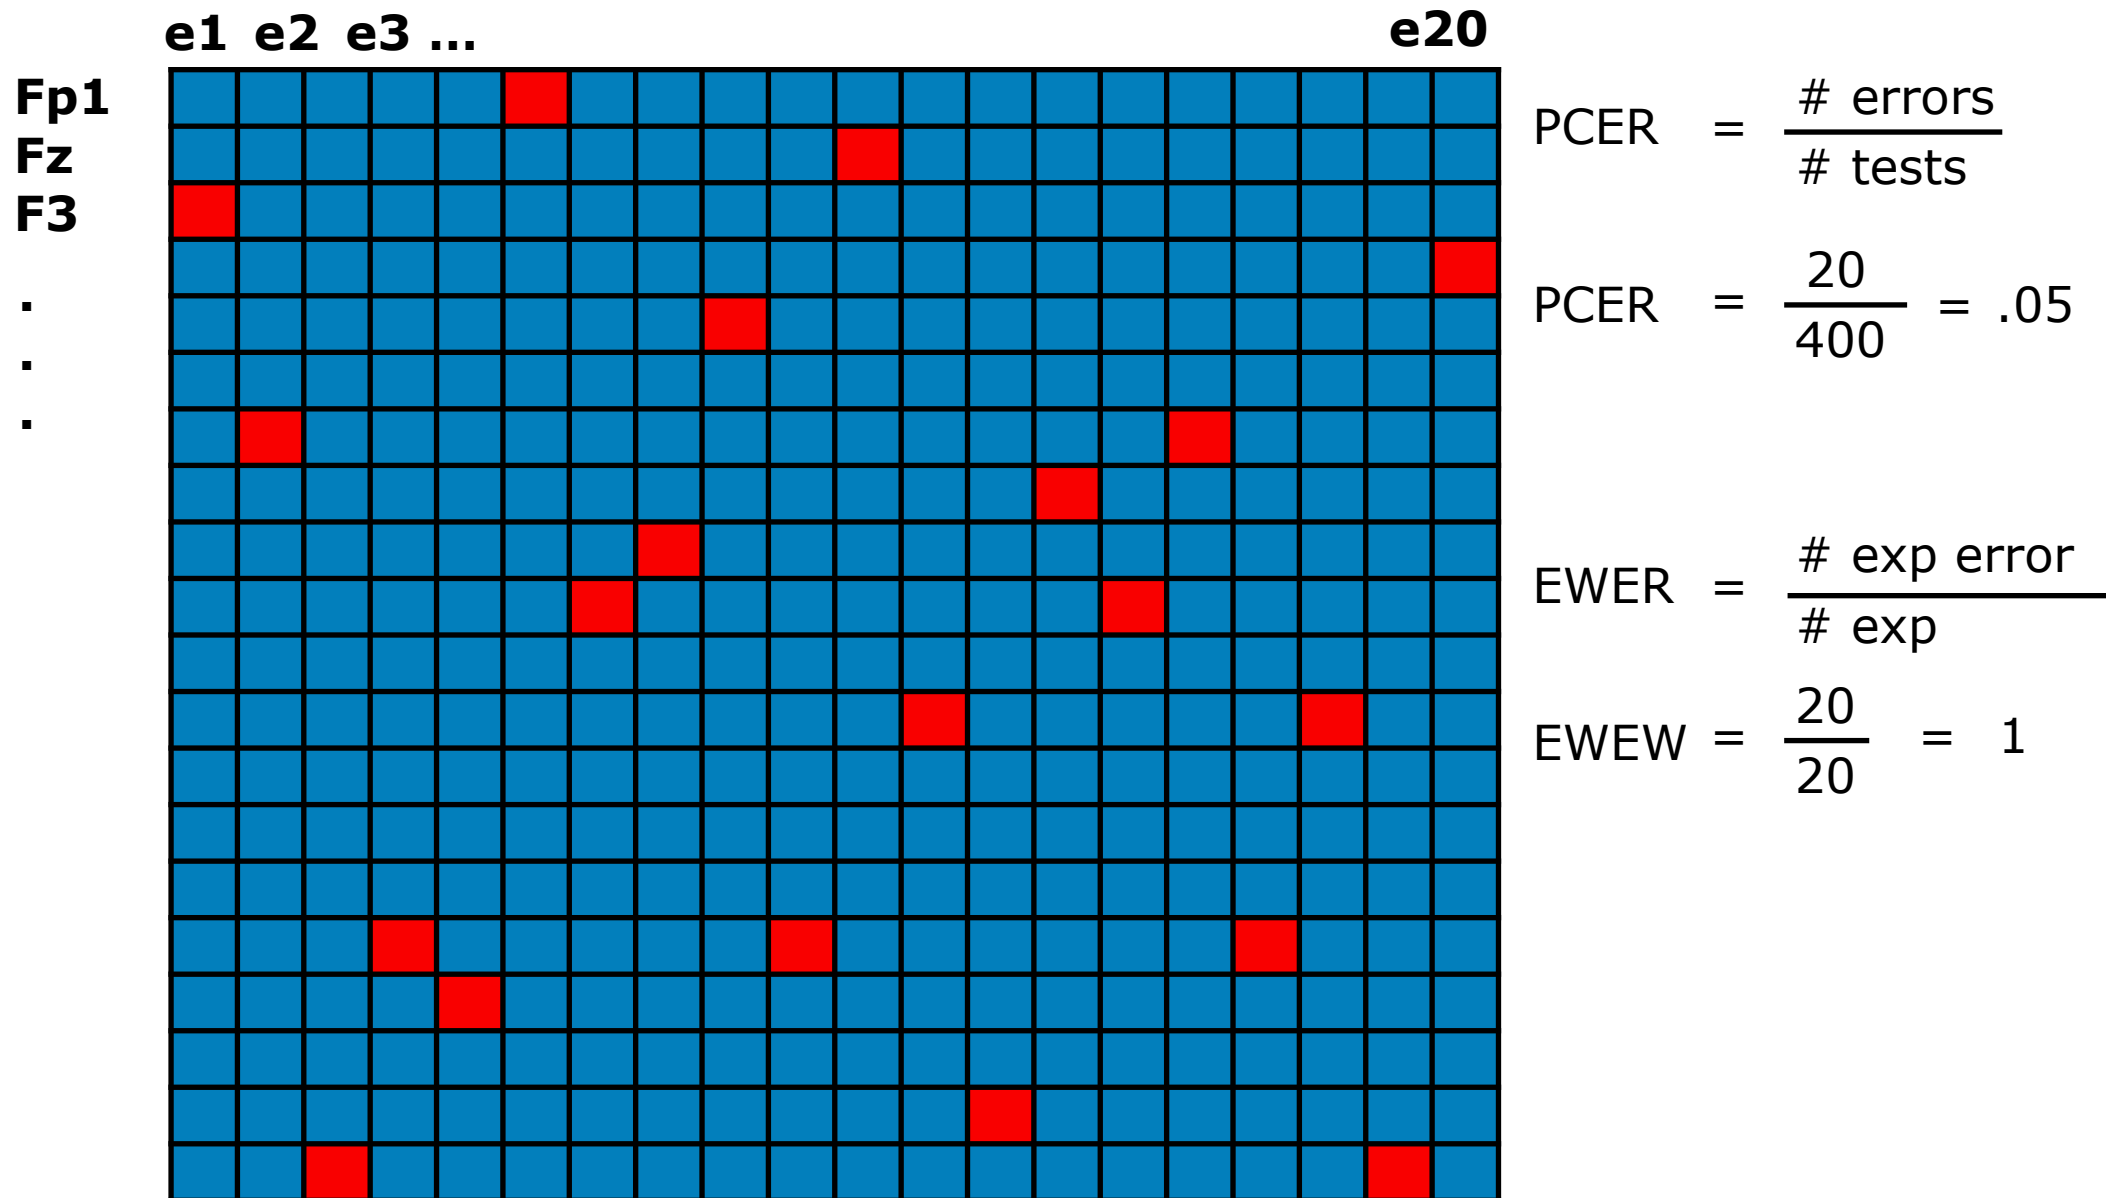 e1 e2 e3 ... e20
Fp1
Fz
F3
.
.
.
PCER = # errors
# tests
PCER = 20
400
= .05
EWER = # exp error
# exp
EWEW = 20
20
= 1